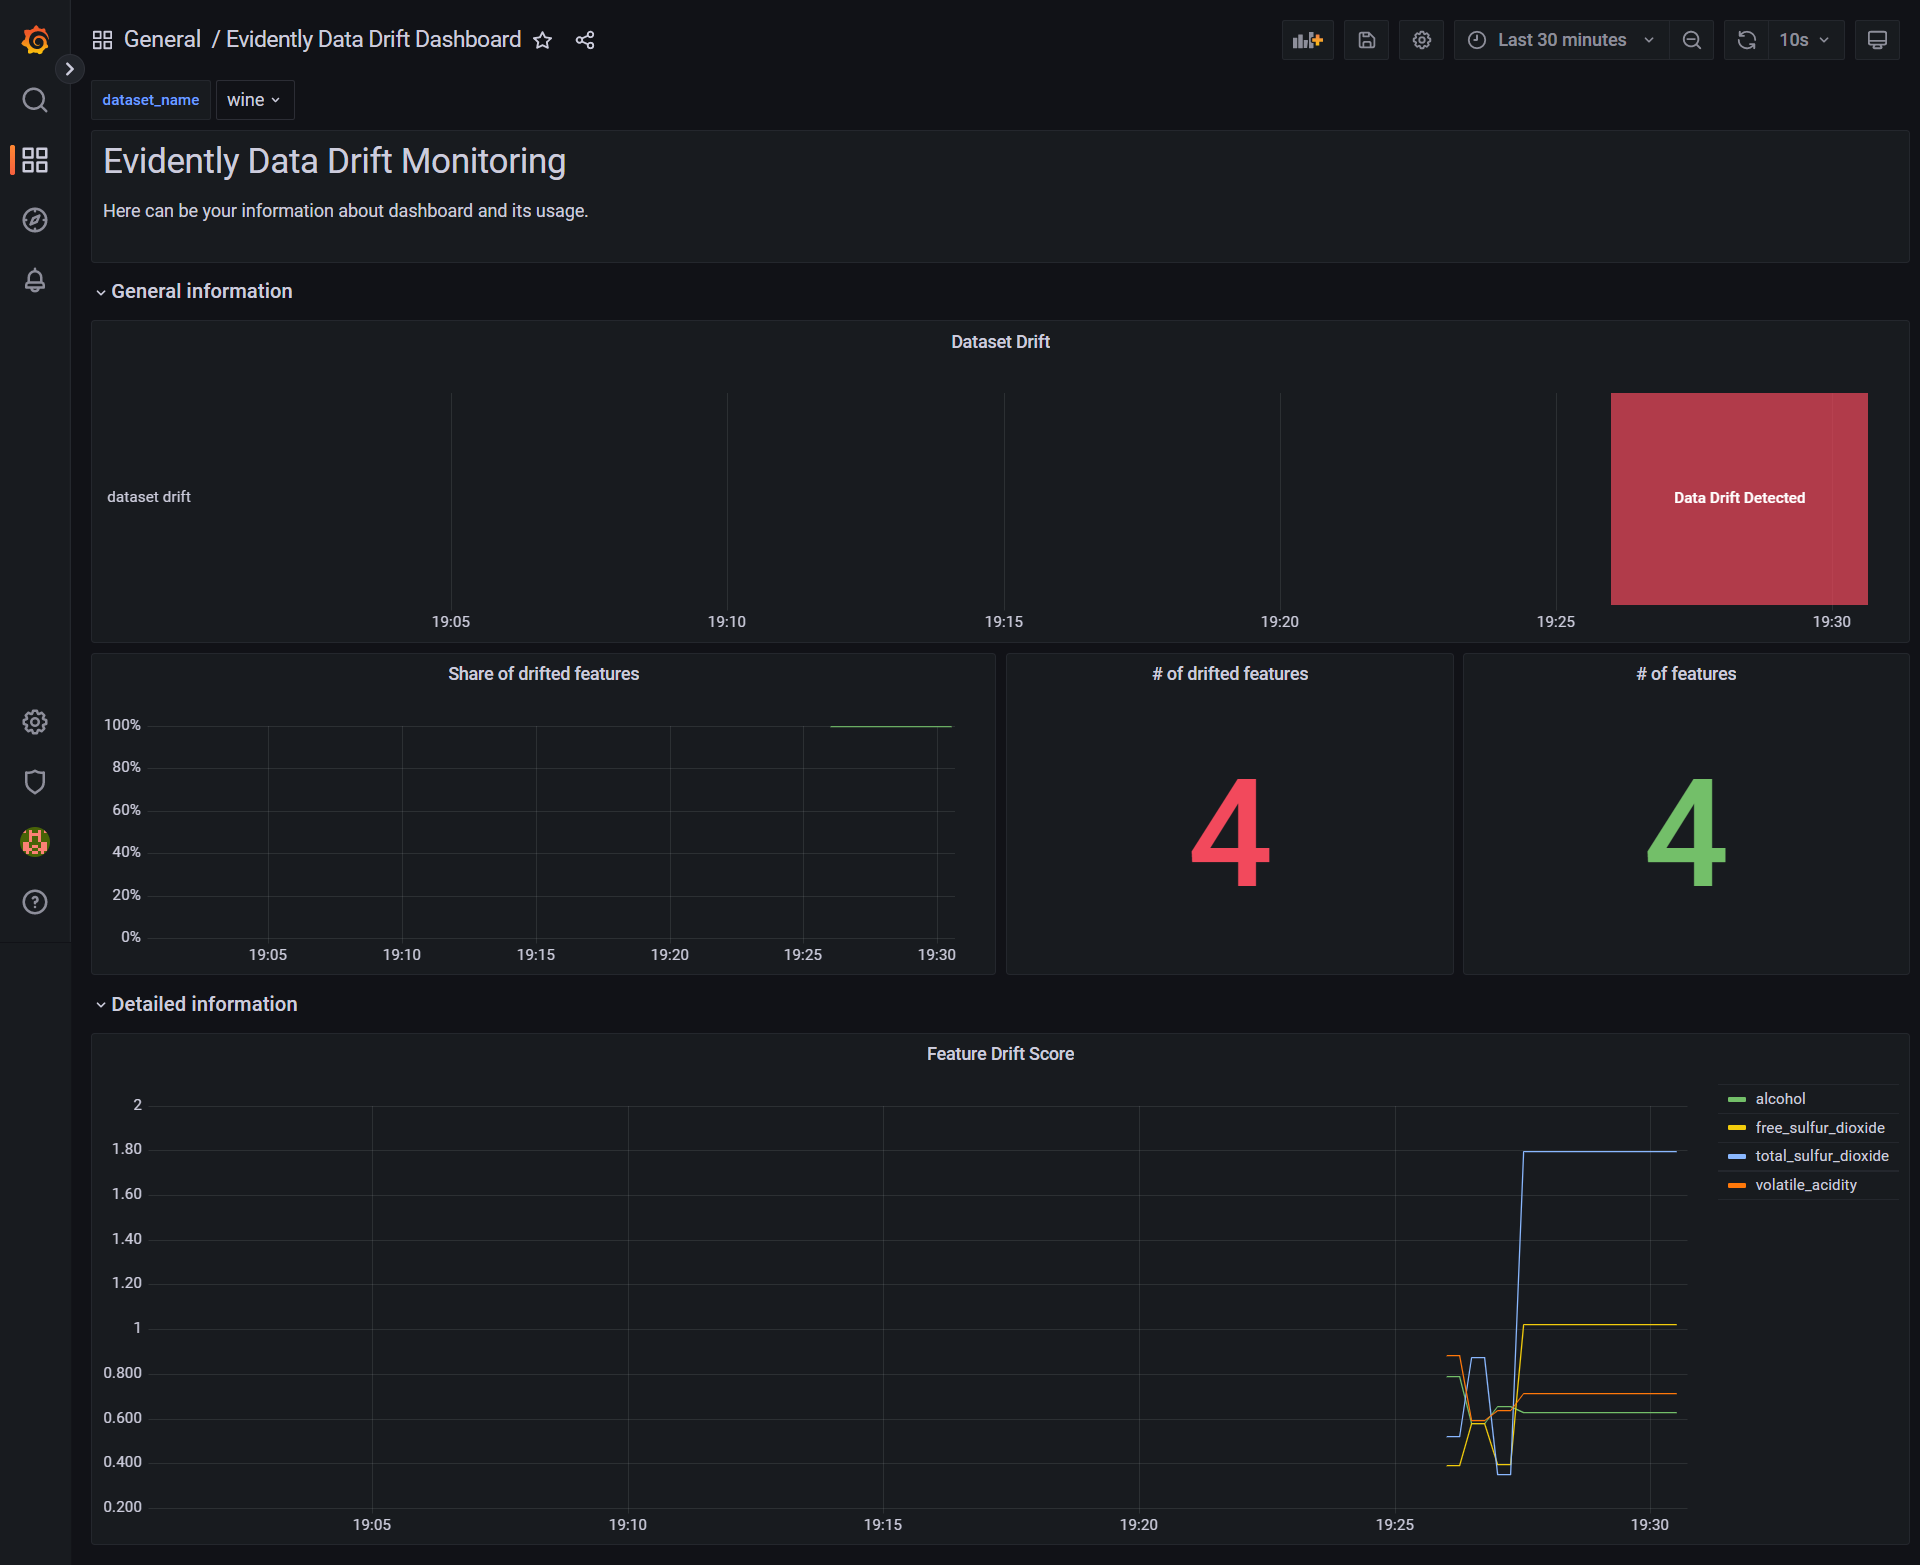 General / Evidently Data Drift Dashboard
Last 30 minutes
10s
dataset_name wine
Evidently Data Drift Monitoring
Here can be your information about dashboard and its usage.
General information
Dataset Drift
dataset drift
Data Drift Detected
19:05 19:10 19:15 19:20 19:25 19:30
Share of drifted features
100%
80%
60%
40%
20%
0%
19:05 19:10 19:15 19:20 19:25 19:30
# of drifted features
4
# of features
4
Detailed information
Feature Drift Score
2
1.80
1.60
1.40
1.20
1
0.800
0.600
0.400
0.200
19:05 19:10 19:15 19:20 19:25 19:30
alcohol
free_sulfur_dioxide
total_sulfur_dioxide
volatile_acidity